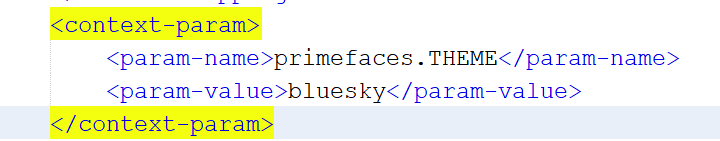 <context-param>
<param-name>primefaces.THEME</param-name>
<param-value>bluesky</param-value>
</context-param>